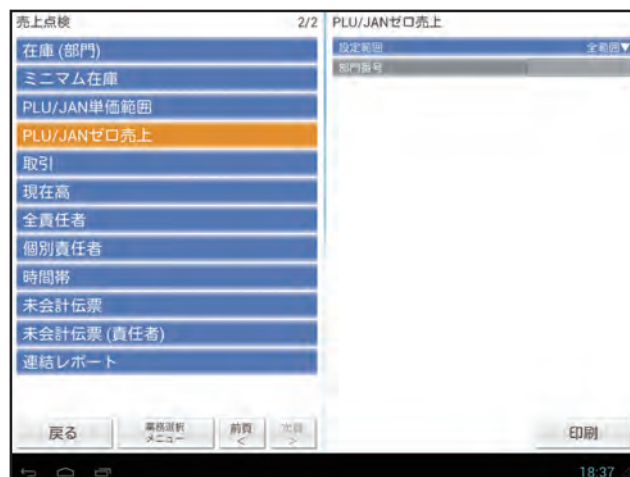 売上点検 2/2
在庫 (部門)
ミニマム在庫
PLU/JAN単価範囲
PLU/JANゼロ売上
取引
現在高
全責任者
個別責任者
時間帯
未会計伝票
未会計伝票 (責任者)
連結レポート
戻る
業務選択
メニュー
前頁
<
次頁
>
PLU/JANゼロ売上
設定範囲 全範囲▼
部門番号
印刷
18:37